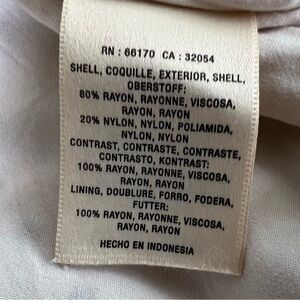 RN : 66170 CA : 32054
SHELL, COQUILLE, EXTERIOR, SHELL,
OBERSTOFF:
80% RAYON, RAYONNE, VISCOSA,
RAYON, RAYON
20% NYLON, NYLON, POLIAMIDA,
NYLON, NYLON
CONTRAST, CONTRASTE, CONTRASTE,
CONTRASTO, KONTRAST:
100% RAYON, RAYONNE, VISCOSA,
RAYON, RAYON
LINING, DOUBLURE, FORRO, FODERA,
FUTTER:
100% RAYON, RAYONNE, VISCOSA,
RAYON, RAYON
HECHO EN INDONESIA